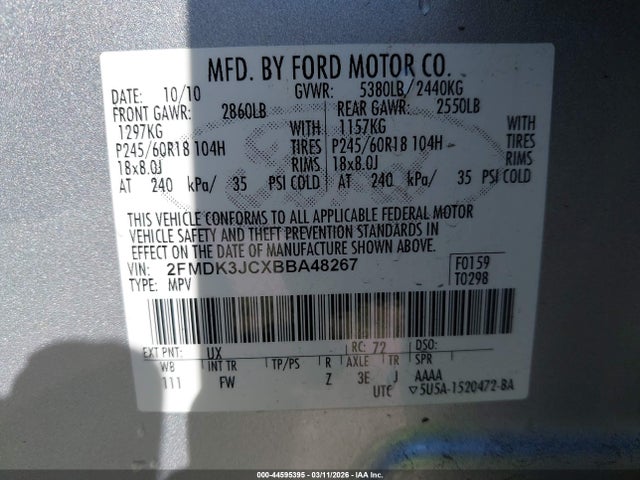 MFD. BY FORD MOTOR CO.
DATE: 10/10 GVWR: 5380LB/2440KG
FRONT GAWR: 2860LB REAR GAWR: 2550LB
1297KG WITH 1157KG WITH
P245/60R18 104H TIRES P245/60R18 104H TIRES
18x8.0J RIMS 18x8.0J RIMS
AT 240 kPa/ 35 PSI COLD AT 240 kPa/ 35 PSI COLD
THIS VEHICLE CONFORMS TO ALL APPLICABLE FEDERAL MOTOR
VEHICLE SAFETY AND THEFT PREVENTION STANDARDS IN
EFFECT ON THE DATE OF MANUFACTURE SHOWN ABOVE.
VIN: 2FMDK3JCXBBA48267 F0159
TYPE: MPV T0298
EXT PNT: UX RC: 72 DSO:
WB INT TR TP/PS R AXLE TR SPR
111 FW Z 3E J AAAA
UTC ▽5U5A-1520472-BA
000-44595395 - 03/11/2026 - IAA Inc.